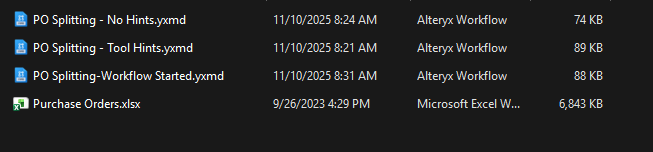 PO Splitting - No Hints.yxmd 11/10/2025 8:24 AM Alteryx Workflow 74 KB
PO Splitting - Tool Hints.yxmd 11/10/2025 8:21 AM Alteryx Workflow 89 KB
PO Splitting-Workflow Started.yxmd 11/10/2025 8:31 AM Alteryx Workflow 88 KB
Purchase Orders.xlsx 9/26/2023 4:29 PM Microsoft Excel W... 6,843 KB